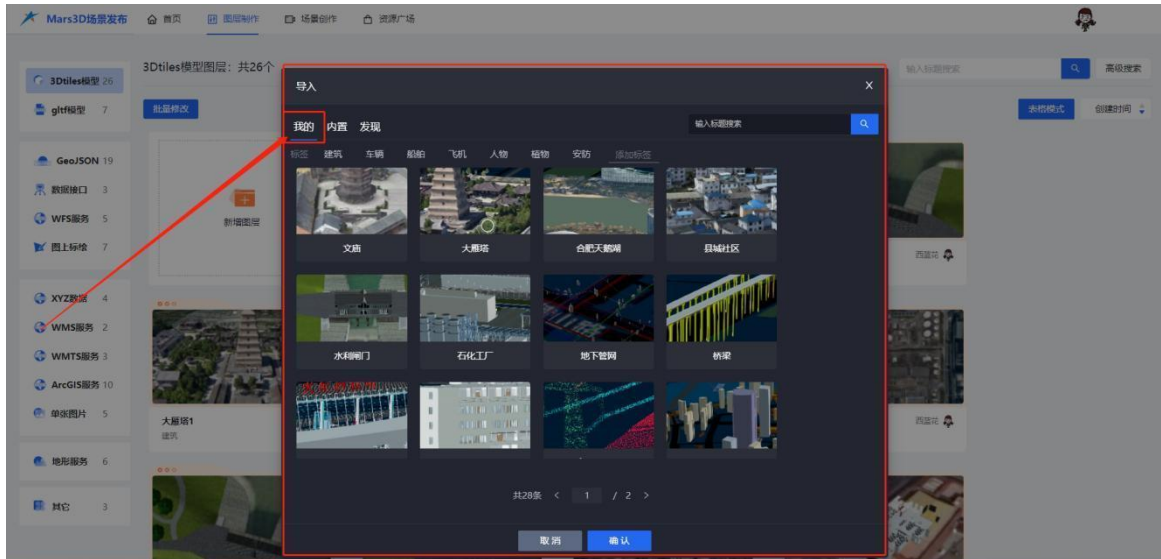 Mars3D场景发布 首页 图层制作 场景创作 资源广场
3Dtiles模型 26
gltf模型 7
GeoJSON 19
数据接口 3
WFS服务 5
图上标绘 7
XYZ数据 4
WMS服务 2
WMTS服务 3
ArcGIS服务 10
单张图片 5
地形服务 6
其它 3
3Dtiles模型图层：共26个
输入标题搜索
高级搜索
批量修改
表格模式 创建时间
新增图层
西蓝花
大雁塔1
建筑
西蓝花
导入 X
我的 内置 发现
输入标题搜索
标签 建筑 车辆 船舶 飞机 人物 植物 安防 添加标签
文庙 大雁塔 合肥天鹅湖 县城社区
水利闸门 石化工厂 地下管网 桥梁
共28条 < 1 / 2 >
取消 确认